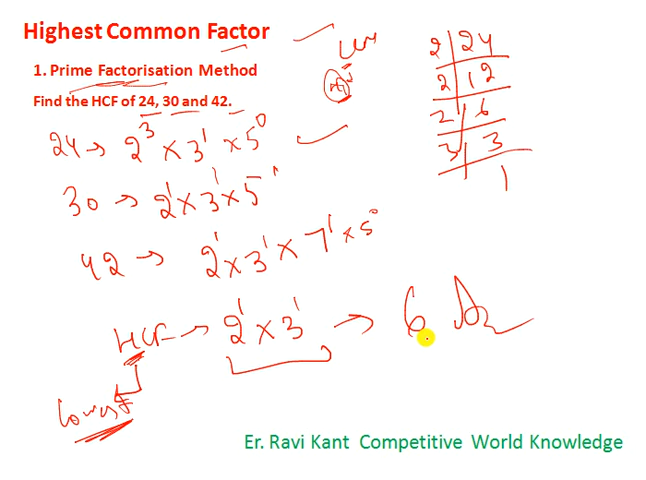 Highest Common Factor
1. Prime Factorisation Method
Find the HCF of 24, 30 and 42.
24 → 2³ × 3¹ × 5⁰
30 → 2¹ × 3¹ × 5¹
42 → 2¹ × 3¹ × 7¹ × 5⁰
HCF → 2¹ × 3¹ → 6
Lowest
2 | 24
2 | 12
2 | 6
3 | 3
1
Er. Ravi Kant Competitive World Knowledge